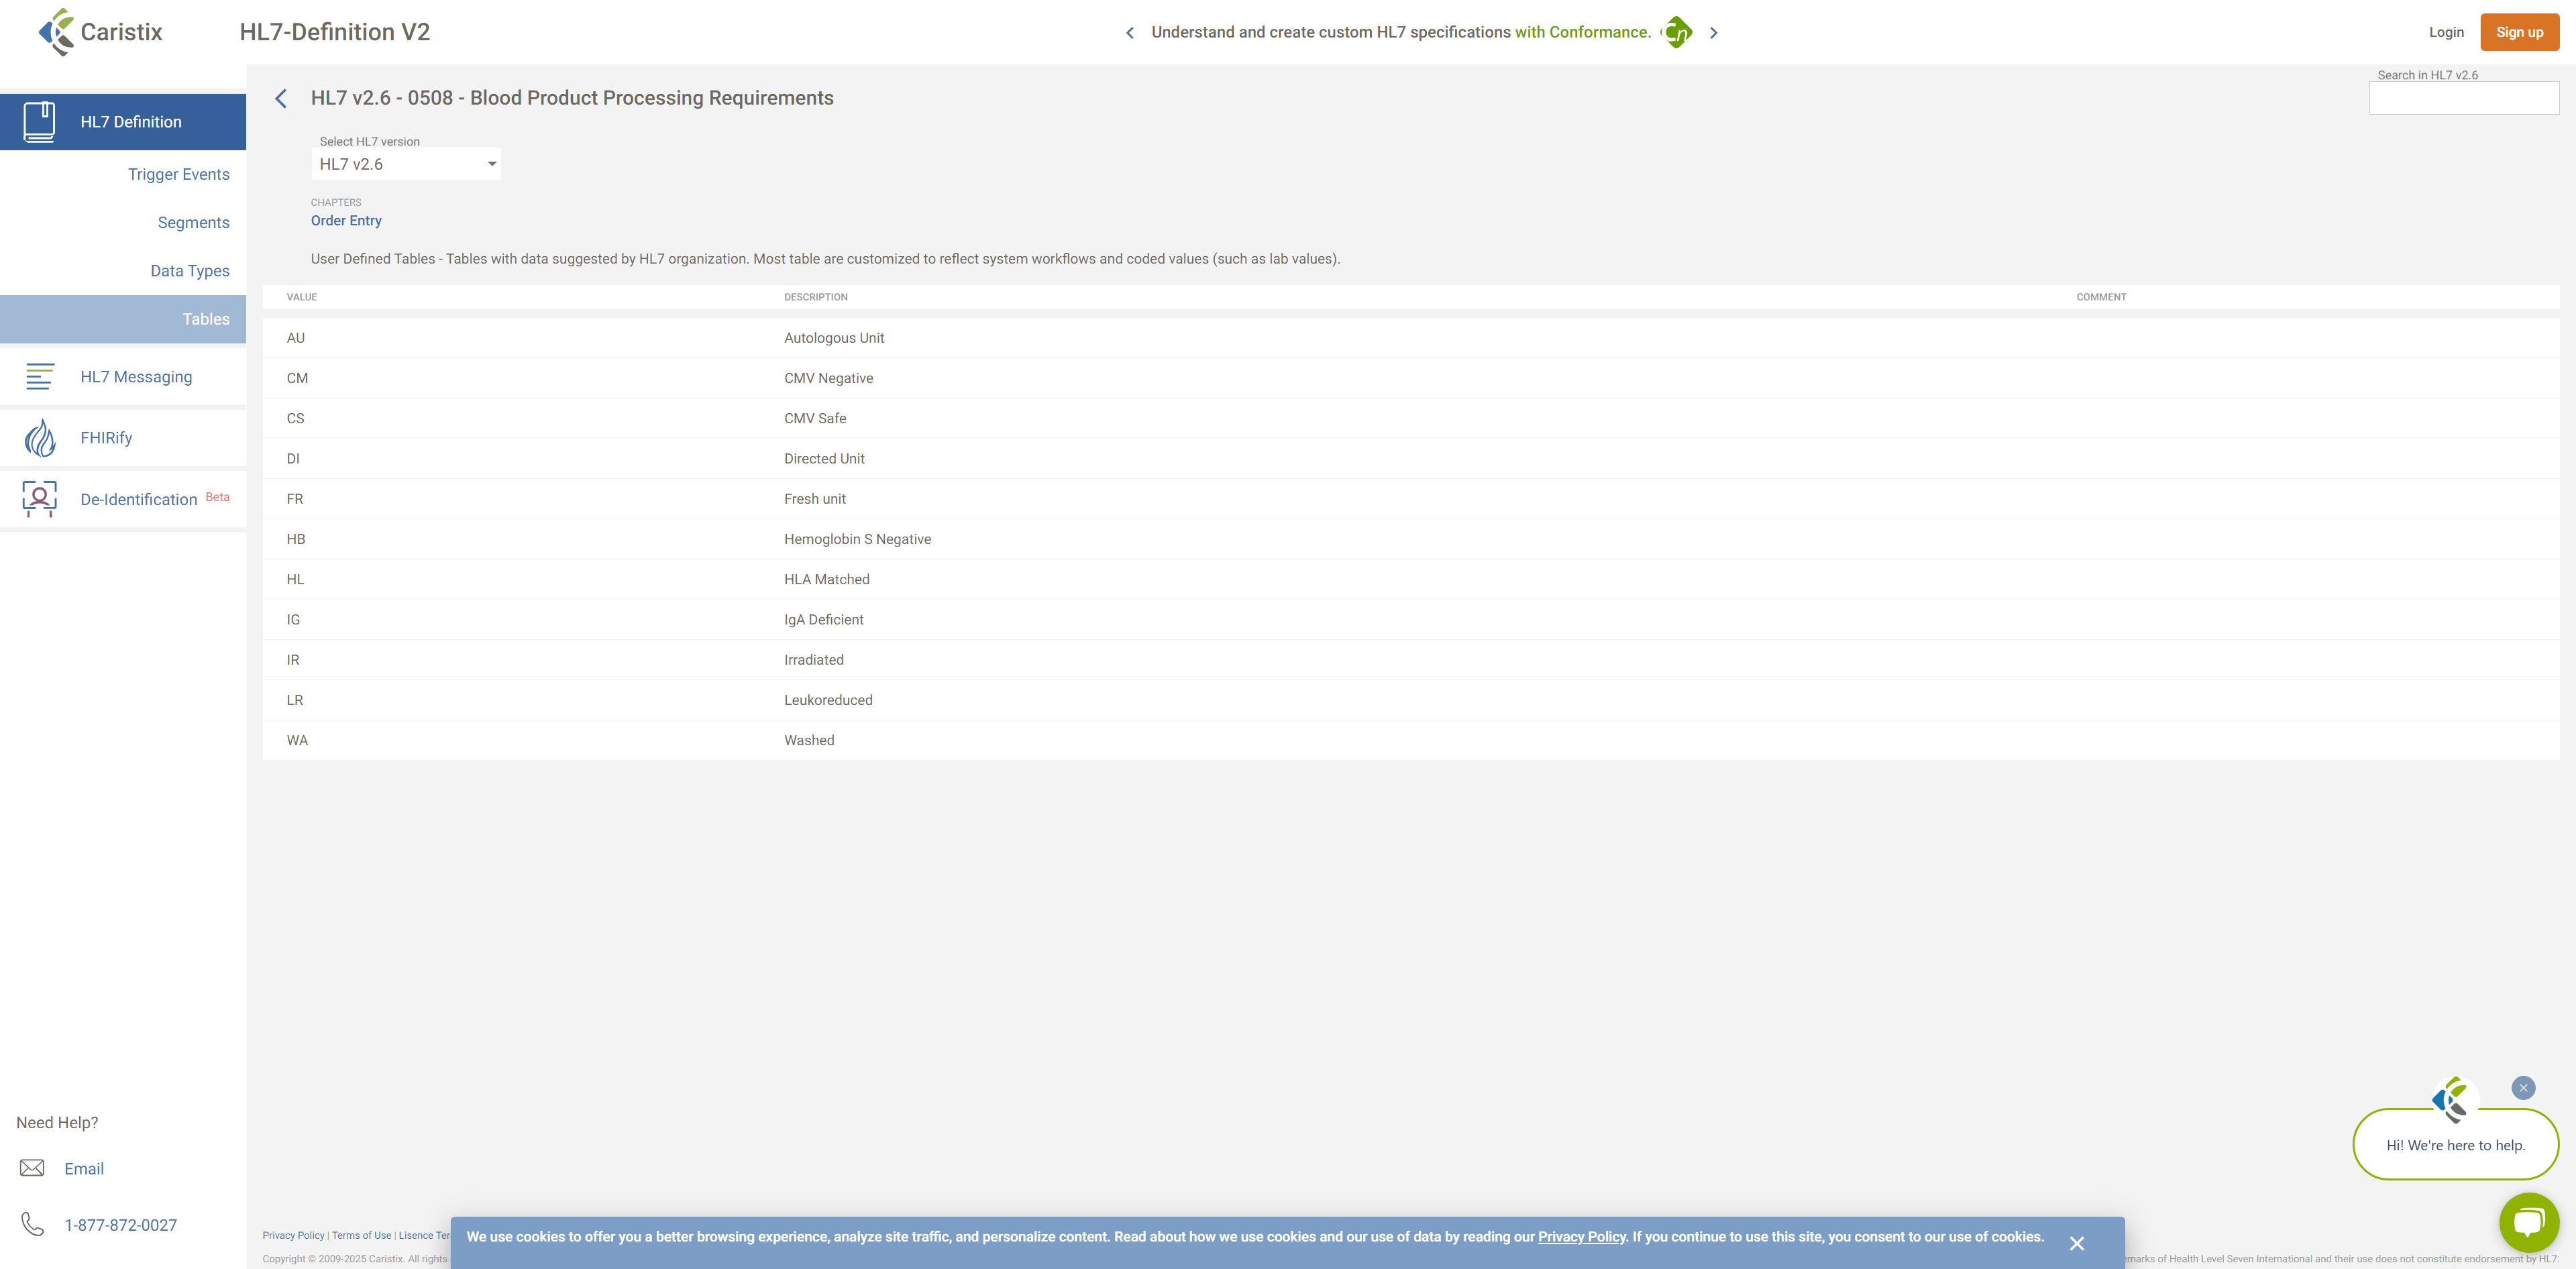 Caristix
HL7-Definition V2
Understand and create custom HL7 specifications with Conformance. Cn
Login
Sign up
HL7 Definition
Trigger Events
Segments
Data Types
Tables
HL7 Messaging
FHIRify
De-Identification Beta
Need Help?
Email
1-877-872-0027
HL7 v2.6 - 0508 - Blood Product Processing Requirements
Search in HL7 v2.6
Select HL7 version
HL7 v2.6
CHAPTERS
Order Entry
User Defined Tables - Tables with data suggested by HL7 organization. Most table are customized to reflect system workflows and coded values (such as lab values).
VALUE DESCRIPTION COMMENT
AU Autologous Unit
CM CMV Negative
CS CMV Safe
DI Directed Unit
FR Fresh unit
HB Hemoglobin S Negative
HL HLA Matched
IG IgA Deficient
IR Irradiated
LR Leukoreduced
WA Washed
Hi! We're here to help.
Privacy Policy | Terms of Use | Lisence
We use cookies to offer you a better browsing experience, analyze site traffic, and personalize content. Read about how we use cookies and our use of data by reading our Privacy Policy. If you continue to use this site, you consent to our use of cookies.
Copyright © 2009-2025 Caristix. All rights
of Health Level Seven International and their use does not constitute endorsement by HL7.